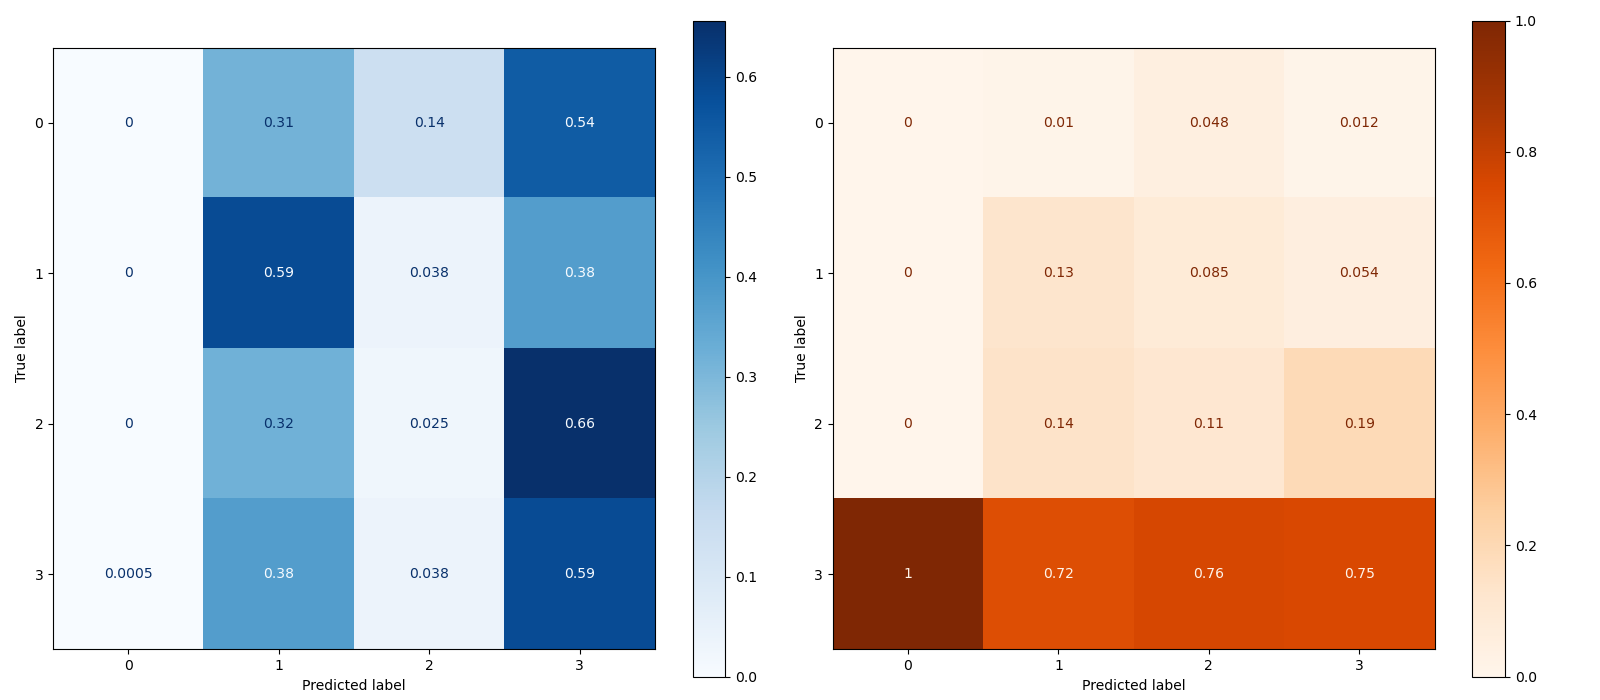 0 0 0.31 0.14 0.54
1 0 0.59 0.038 0.38
2 0 0.32 0.025 0.66
3 0.0005 0.38 0.038 0.59
0 1 2 3
True label
Predicted label
0.6
0.5
0.4
0.3
0.2
0.1
0.0
0 0 0.01 0.048 0.012
1 0 0.13 0.085 0.054
2 0 0.14 0.11 0.19
3 1 0.72 0.76 0.75
0 1 2 3
True label
Predicted label
1.0
0.8
0.6
0.4
0.2
0.0